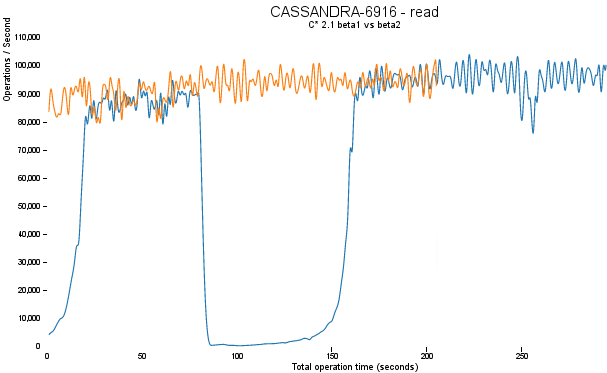 CASSANDRA-6916 - read
C* 2.1 beta1 vs beta2
Operations / Second
110,000
100,000
90,000
80,000
70,000
60,000
50,000
40,000
30,000
20,000
10,000
0
0 50 100 150 200 250
Total operation time (seconds)